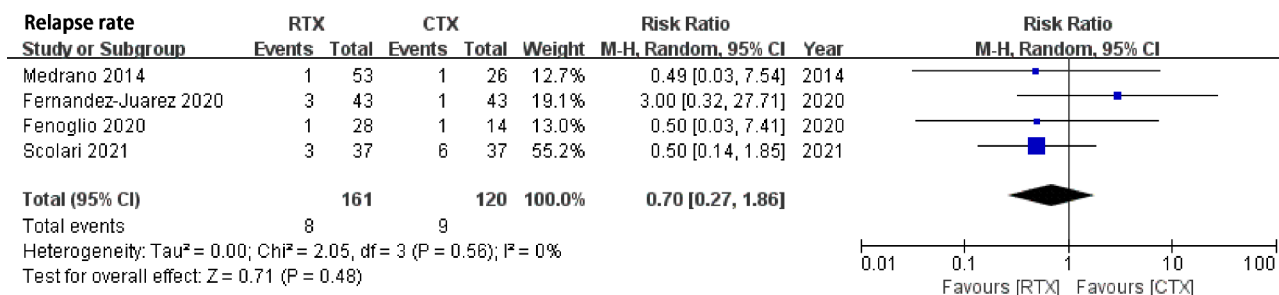 Relapse rate RTX CTX Risk Ratio Risk Ratio
Study or Subgroup Events Total Events Total Weight M-H, Random, 95% CI Year M-H, Random, 95% CI
Medrano 2014 1 53 1 26 12.7% 0.49 [0.03, 7.54] 2014
Fernandez-Juarez 2020 3 43 1 43 19.1% 3.00 [0.32, 27.71] 2020
Fenoglio 2020 1 28 1 14 13.0% 0.50 [0.03, 7.41] 2020
Scolari 2021 3 37 6 37 55.2% 0.50 [0.14, 1.85] 2021
Total (95% CI) 161 120 100.0% 0.70 [0.27, 1.86]
Total events 8 9
Heterogeneity: Tau² = 0.00; Chi² = 2.05, df = 3 (P = 0.56); I² = 0%
Test for overall effect: Z = 0.71 (P = 0.48)
0.01 0.1 1 10 100
Favours [RTX] Favours [CTX]